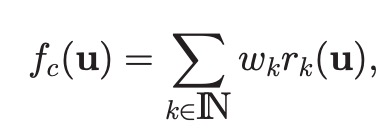 f_c(𝐮) = ∑_{k∈ℕ} w_k r_k(𝐮),